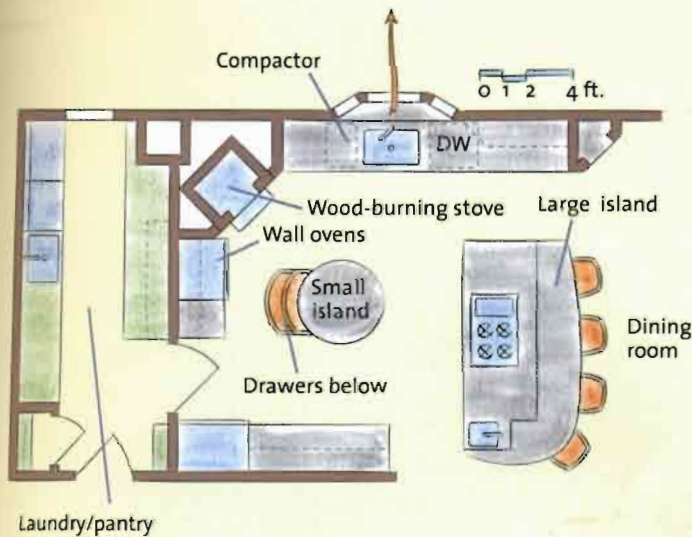 Compactor
0 1 2 4 ft.
DW
Wood-burning stove
Large island
Wall ovens
Small
island
Dining
room
Drawers below
Laundry/pantry